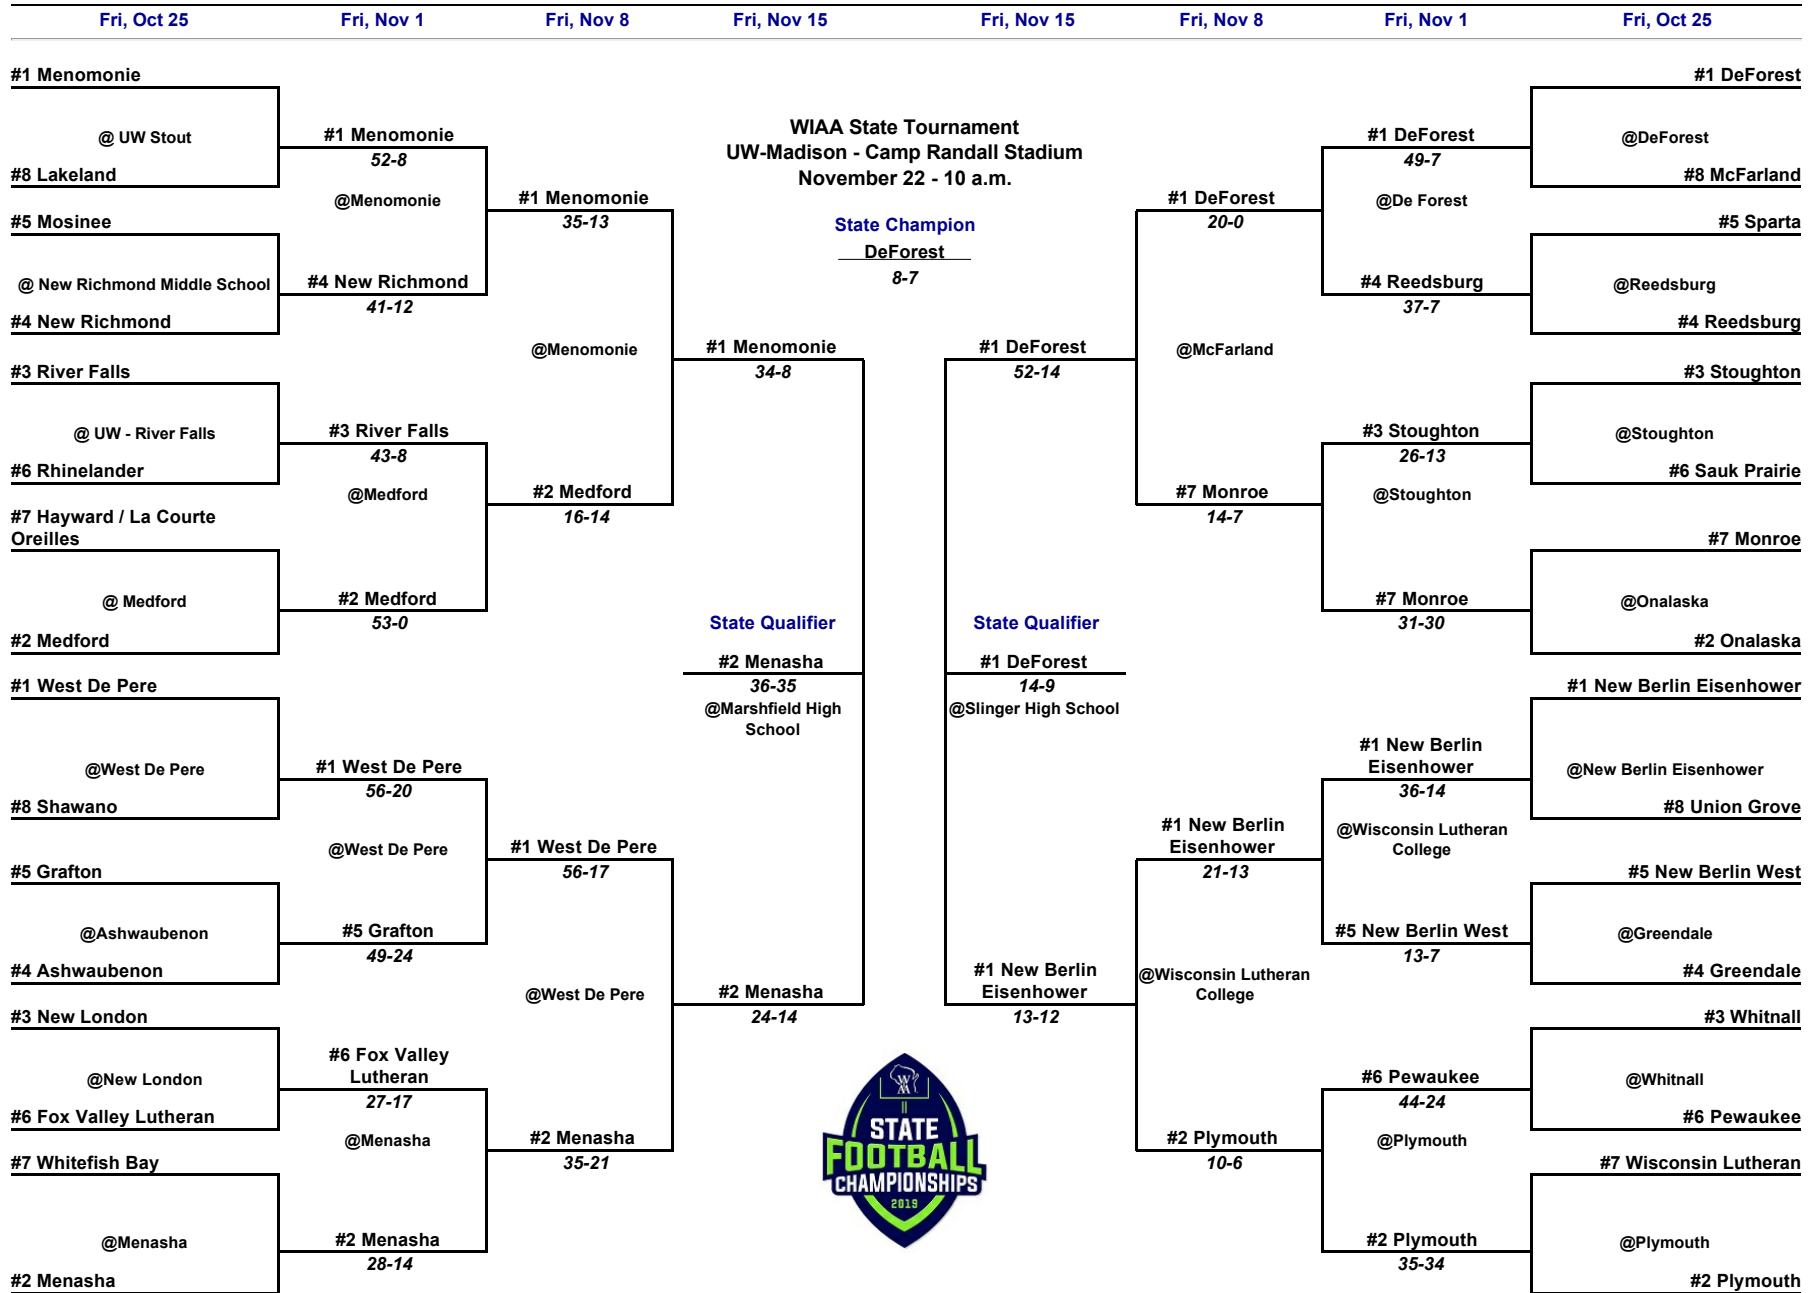 Fri, Oct 25
Fri, Nov 1
Fri, Nov 8
Fri, Nov 15
Fri, Nov 15
Fri, Nov 8
Fri, Nov 1
Fri, Oct 25
#1 Menomonie
@ UW Stout
#8 Lakeland
#5 Mosinee
@ New Richmond Middle School
#4 New Richmond
#3 River Falls
@ UW - River Falls
#6 Rhinelander
#7 Hayward / La Courte
Oreilles
@ Medford
#2 Medford
#1 West De Pere
@West De Pere
#8 Shawano
#5 Grafton
@Ashwaubenon
#4 Ashwaubenon
#3 New London
@New London
#6 Fox Valley Lutheran
#7 Whitefish Bay
@Menasha
#2 Menasha
#1 Menomonie
52-8
@Menomonie
#4 New Richmond
41-12
#3 River Falls
43-8
@Medford
#2 Medford
53-0
#1 West De Pere
56-20
@West De Pere
#5 Grafton
49-24
#6 Fox Valley
Lutheran
27-17
@Menasha
#2 Menasha
28-14
#1 Menomonie
35-13
@Menomonie
#2 Medford
16-14
#1 West De Pere
56-17
@West De Pere
#2 Menasha
35-21
#1 Menomonie
34-8
State Qualifier
#2 Menasha
36-35
@Marshfield High
School
#2 Menasha
24-14
WIAA State Tournament
UW-Madison - Camp Randall Stadium
November 22 - 10 a.m.
State Champion
DeForest
8-7
WIAA
STATE
FOOTBALL
CHAMPIONSHIPS
2019
#1 DeForest
52-14
State Qualifier
#1 DeForest
14-9
@Slinger High School
#1 New Berlin
Eisenhower
13-12
#1 DeForest
20-0
@McFarland
#7 Monroe
14-7
#1 New Berlin
Eisenhower
21-13
@Wisconsin Lutheran
College
#2 Plymouth
10-6
#1 DeForest
49-7
@De Forest
#4 Reedsburg
37-7
#3 Stoughton
26-13
@Stoughton
#7 Monroe
31-30
#1 New Berlin
Eisenhower
36-14
@Wisconsin Lutheran
College
#5 New Berlin West
13-7
#6 Pewaukee
44-24
@Plymouth
#2 Plymouth
35-34
#1 DeForest
@DeForest
#8 McFarland
#5 Sparta
@Reedsburg
#4 Reedsburg
#3 Stoughton
@Stoughton
#6 Sauk Prairie
#7 Monroe
@Onalaska
#2 Onalaska
#1 New Berlin Eisenhower
@New Berlin Eisenhower
#8 Union Grove
#5 New Berlin West
@Greendale
#4 Greendale
#3 Whitnall
@Whitnall
#6 Pewaukee
#7 Wisconsin Lutheran
@Plymouth
#2 Plymouth